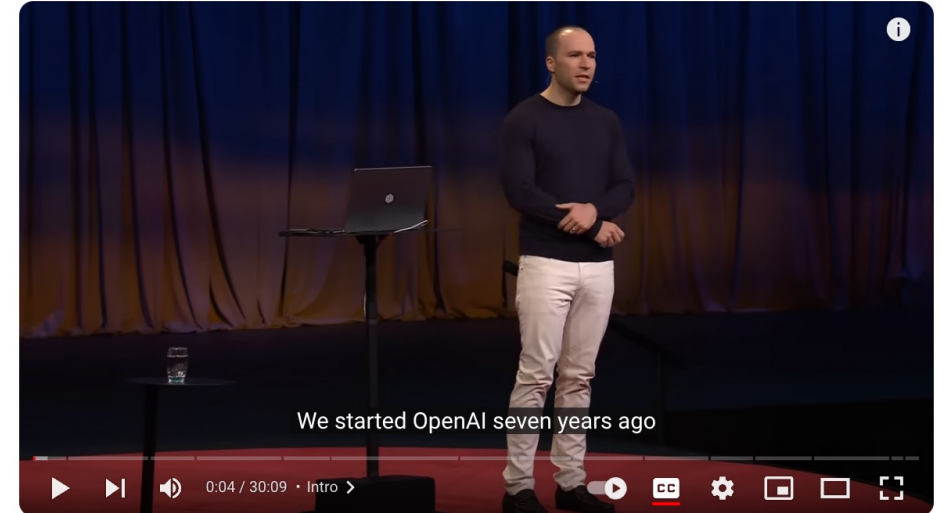 We started OpenAI seven years ago
0:04 / 30:09 • Intro
CC